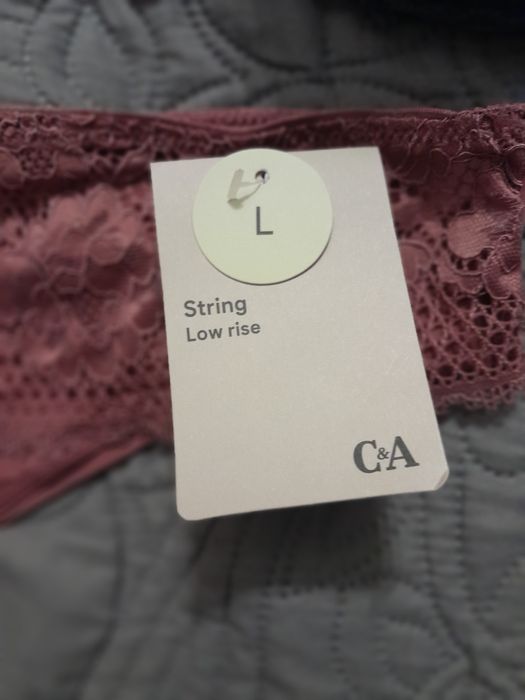 L
String
Low rise
C&A